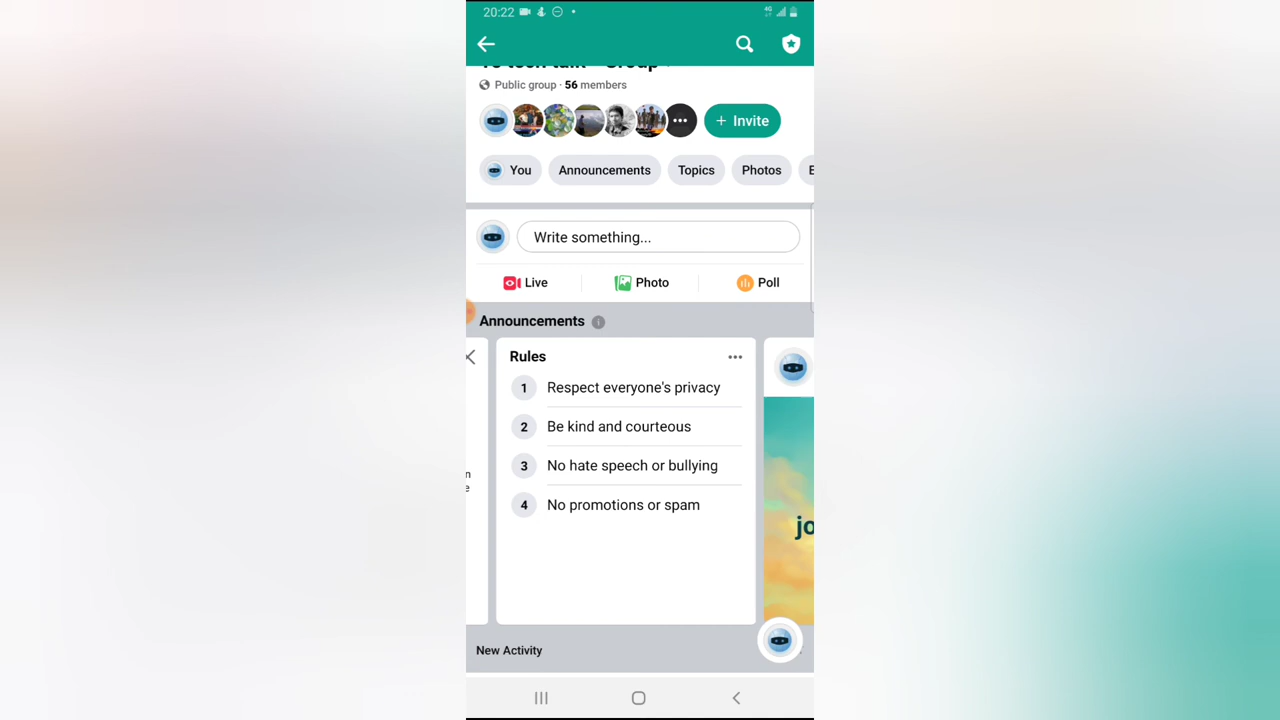 20:22
4G
Group
Public group · 56 members
+ Invite
You
Announcements
Topics
Photos
Write something...
Live
Photo
Poll
Announcements
Rules
1 Respect everyone's privacy
2 Be kind and courteous
3 No hate speech or bullying
4 No promotions or spam
New Activity